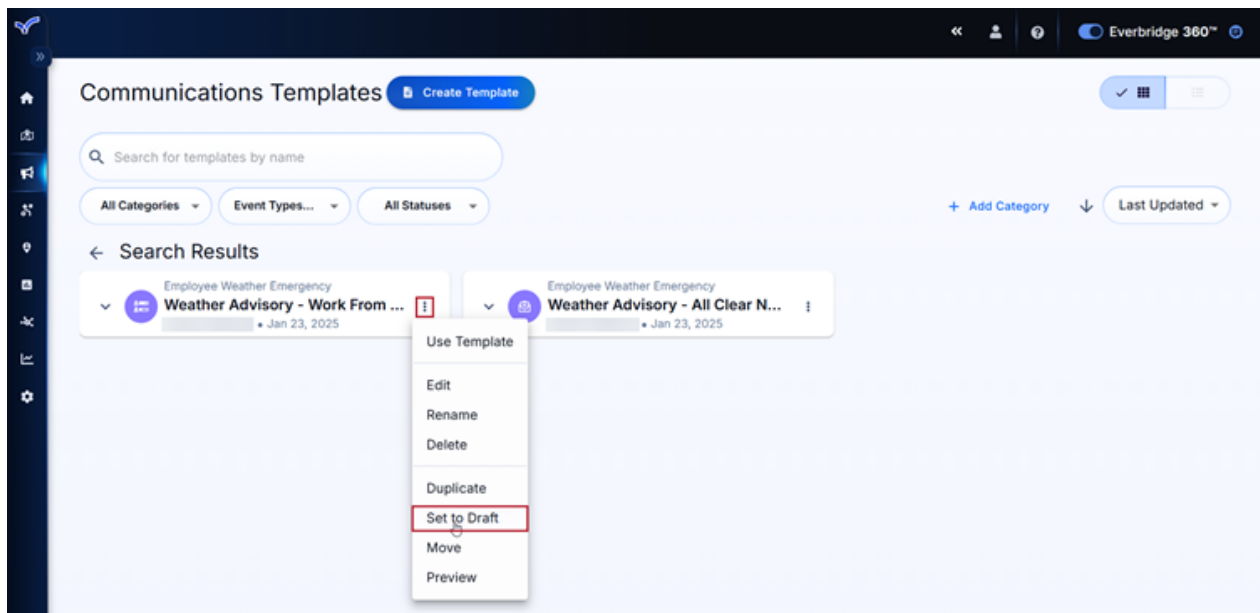 Everbridge 360™
Communications Templates
Create Template
Search for templates by name
All Categories
Event Types...
All Statuses
+ Add Category
Last Updated
Search Results
Employee Weather Emergency
Weather Advisory - Work From ...
• Jan 23, 2025
Employee Weather Emergency
Weather Advisory - All Clear N...
• Jan 23, 2025
Use Template
Edit
Rename
Delete
Duplicate
Set to Draft
Move
Preview